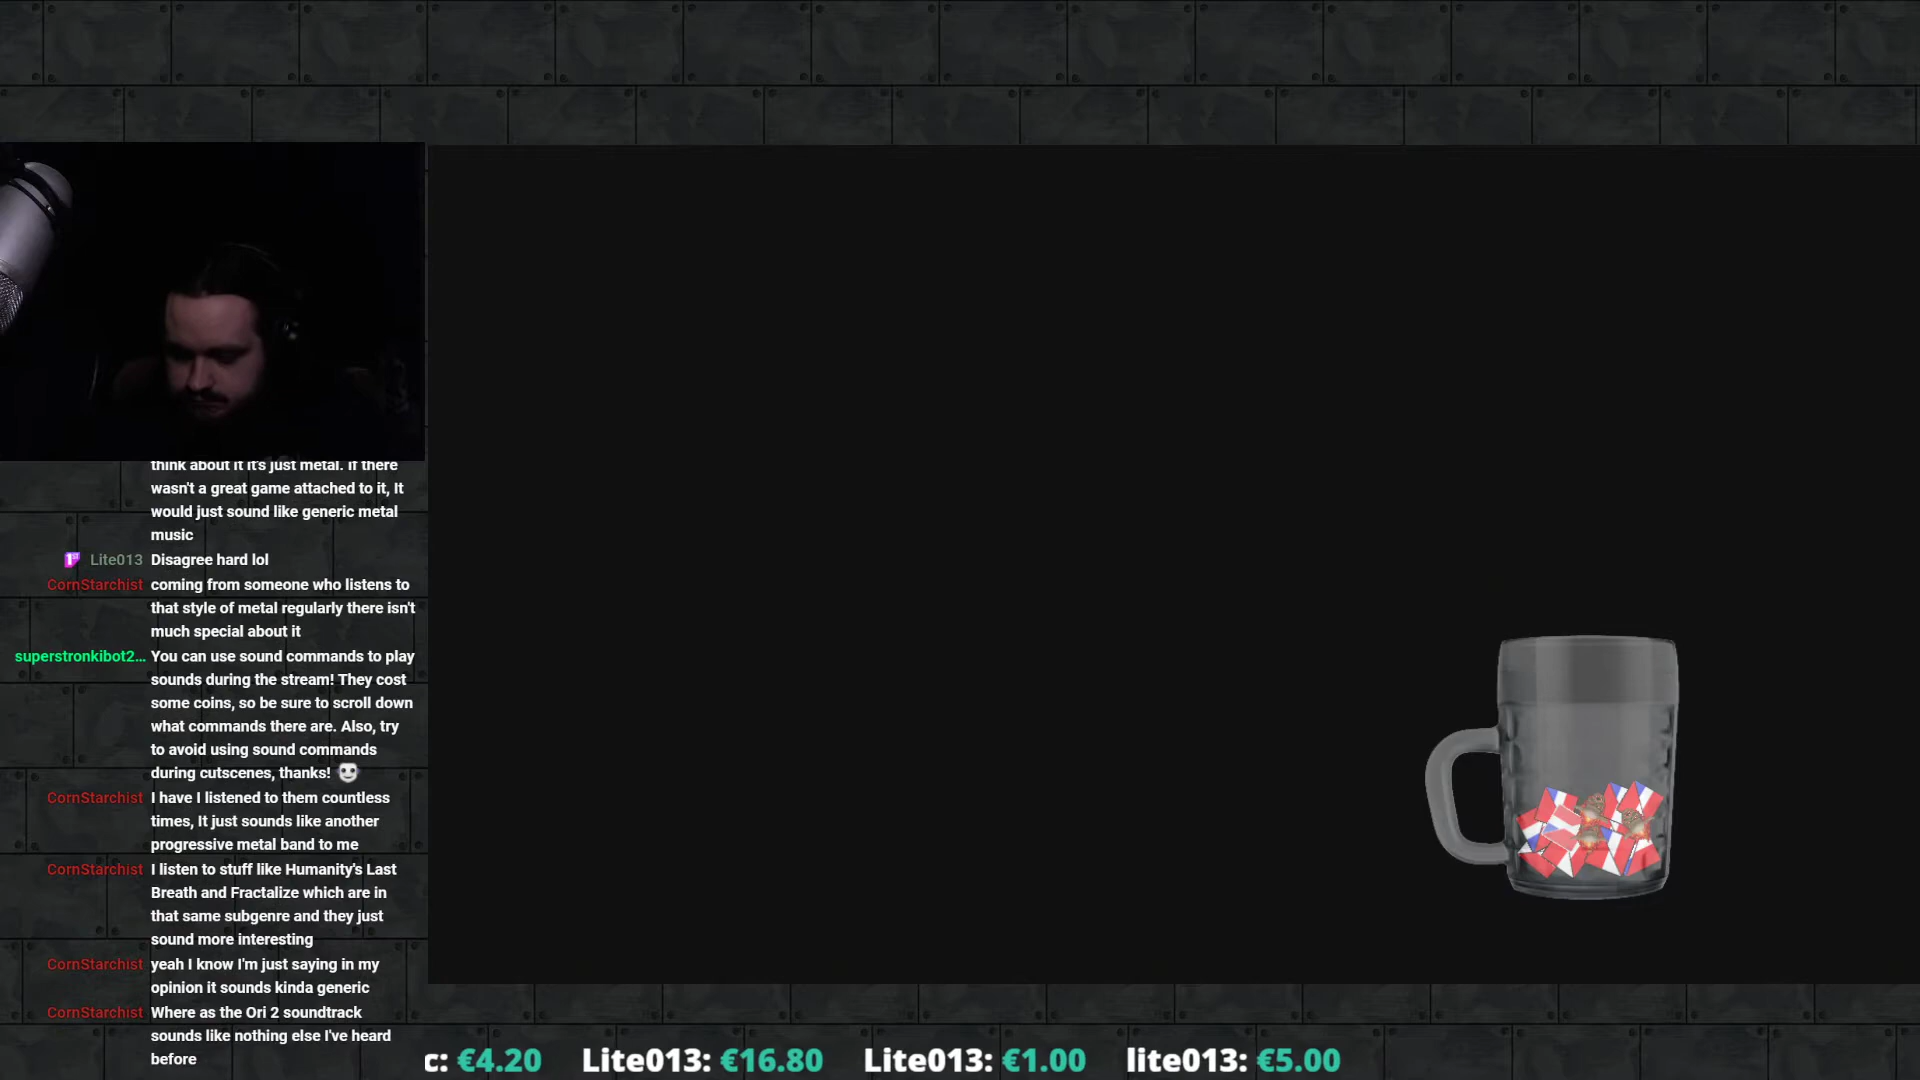 think about it it's just metal. If there
wasn't a great game attached to it, It
would just sound like generic metal
music
Lite013 Disagree hard lol
CornStarchist coming from someone who listens to
that style of metal regularly there isn't
much special about it
superstronkibot2... You can use sound commands to play
sounds during the stream! They cost
some coins, so be sure to scroll down
what commands there are. Also, try
to avoid using sound commands
during cutscenes, thanks!
CornStarchist I have I listened to them countless
times, It just sounds like another
progressive metal band to me
CornStarchist I listen to stuff like Humanity's Last
Breath and Fractalize which are in
that same subgenre and they just
sound more interesting
CornStarchist yeah I know I'm just saying in my
opinion it sounds kinda generic
CornStarchist Where as the Ori 2 soundtrack
sounds like nothing else I've heard
before
c: €4.20 Lite013: €16.80 Lite013: €1.00 lite013: €5.00